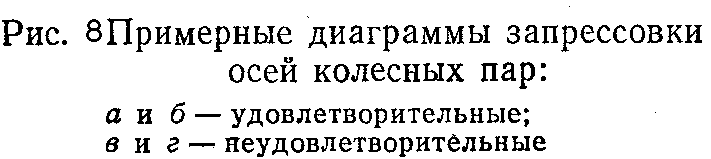 Рис. 8Примерные диаграммы запрессовки
осей колесных пар:
а и б — удовлетворительные;
в и г — неудовлетворительные